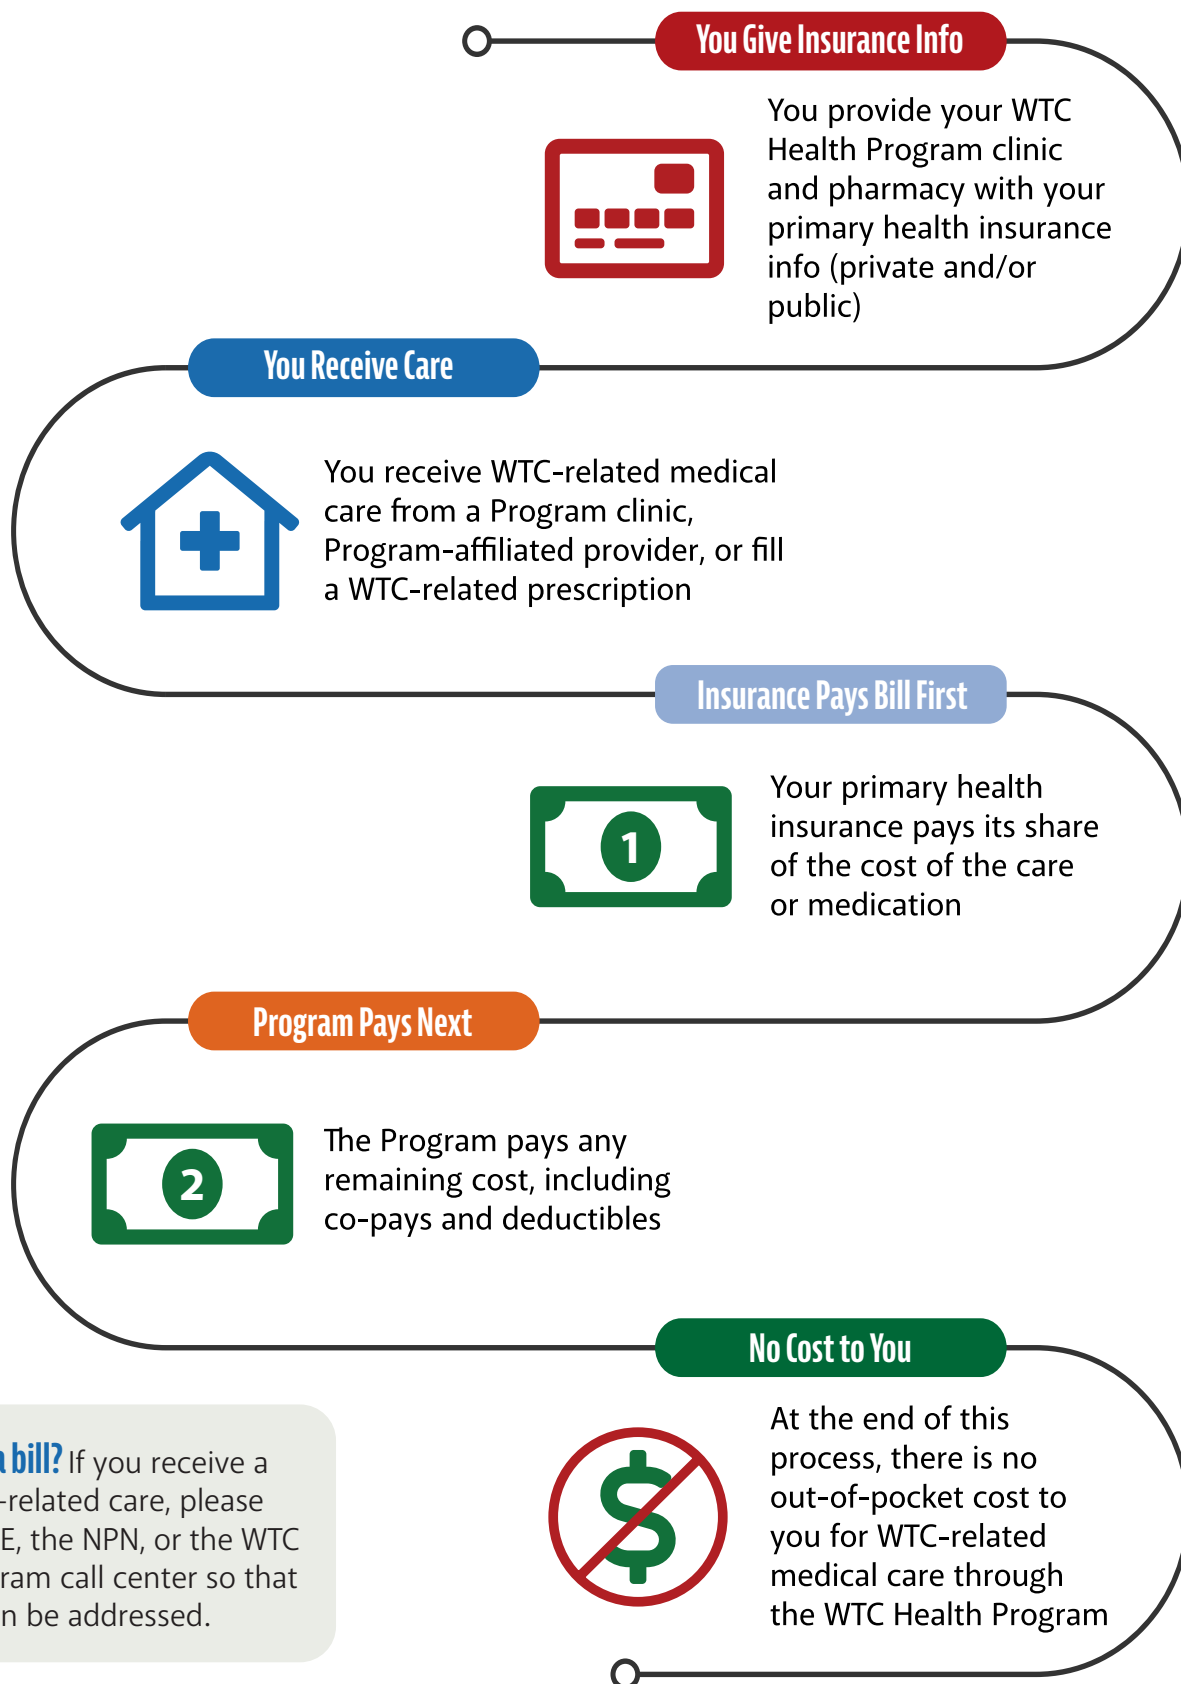 You Give Insurance Info
You provide your WTC
Health Program clinic
and pharmacy with your
primary health insurance
info (private and/or
public)
You Receive Care
You receive WTC-related medical
care from a Program clinic,
Program-affiliated provider, or fill
a WTC-related prescription
Insurance Pays Bill First
1
Your primary health
insurance pays its share
of the cost of the care
or medication
Program Pays Next
2
The Program pays any
remaining cost, including
co-pays and deductibles
No Cost to You
$
At the end of this
process, there is no
out-of-pocket cost to
you for WTC-related
medical care through
the WTC Health Program
a bill? If you receive a
-related care, please
E, the NPN, or the WTC
ram call center so that
n be addressed.